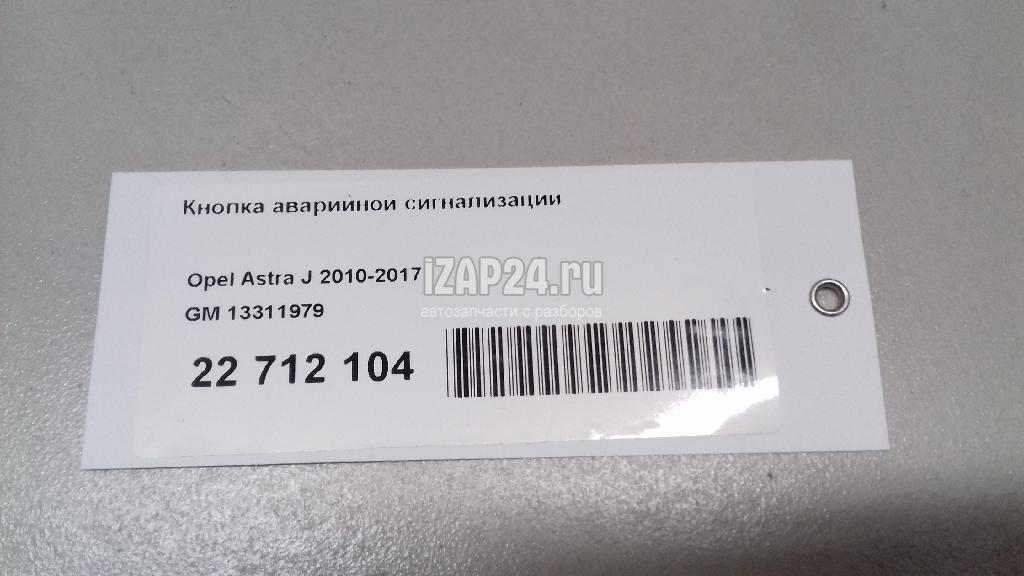 Кнопка аварийной сигнализации
Opel Astra J 2010-2017
iZAP24.ru
GM 13311979
автозапчасти с разборов
22 712 104